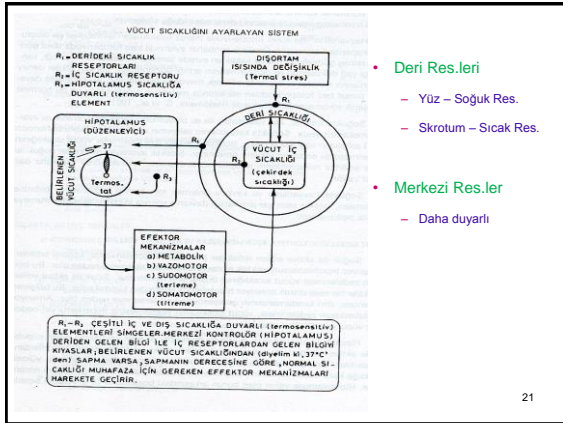 VÜCUT SICAKLIĞINI AYARLAYAN SİSTEM
R₁=DERİDEKİ SICAKLIK
RESEPTORLARI
R₂=İÇ SICAKLIK RESEPTORU
R₃=HİPOTALAMUS SICAKLIĞA
DUYARLI (termosensitiv)
ELEMENT
DIŞORTAM
ISISINDA DEĞİŞİKLİK
(Termal stres)
R₁
DERİ SICAKLIĞI
HİPOTALAMUS
(DÜZENLEYİCİ)
BELİRLENEN
VÜCUT SICAKLIĞI
37
Termos-
tat
R₃
R₁
R₂
VÜCUT İÇ
SICAKLIĞI
(çekirdek
sıcaklığı)
EFEKTOR
MEKANİZMALAR
a) METABOLİK
b) VAZOMOTOR
c) SUDOMOTOR
(terleme)
d) SOMATOMOTOR
(titreme)
R₁-R₃ ÇEŞİTLİ İÇ VE DIŞ SICAKLIĞA DUYARLI (termosensitiv)
ELEMENTLERİ SİMGELER.MERKEZİ KONTROLÖR (HİPOTALAMUS)
DERİDEN GELEN BİLGİ İLE İÇ RESEPTORLARDAN GELEN BİLGİYİ
KIYASLAR;BELİRLENEN VÜCUT SICAKLIĞINDAN (diyelim ki,37°C'
den) SAPMA VARSA,SAPMANIN DERECESİNE GÖRE,NORMAL SI-
CAKLIĞI MUHAFAZA İÇİN GEREKEN EFFEKTOR MEKANİZMALARI
HAREKETE GEÇİRİR.
• Deri Res.leri
– Yüz – Soğuk Res.
– Skrotum – Sıcak Res.
• Merkezi Res.ler
– Daha duyarlı
21